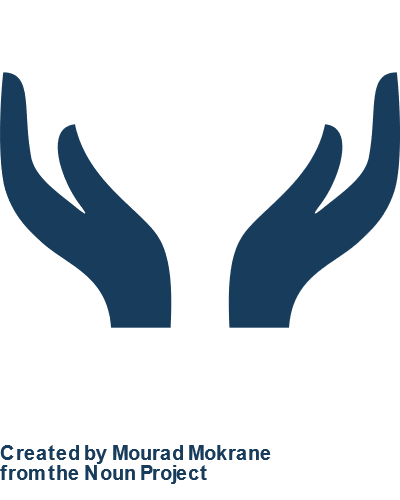 Created by Mourad Mokrane
from the Noun Project